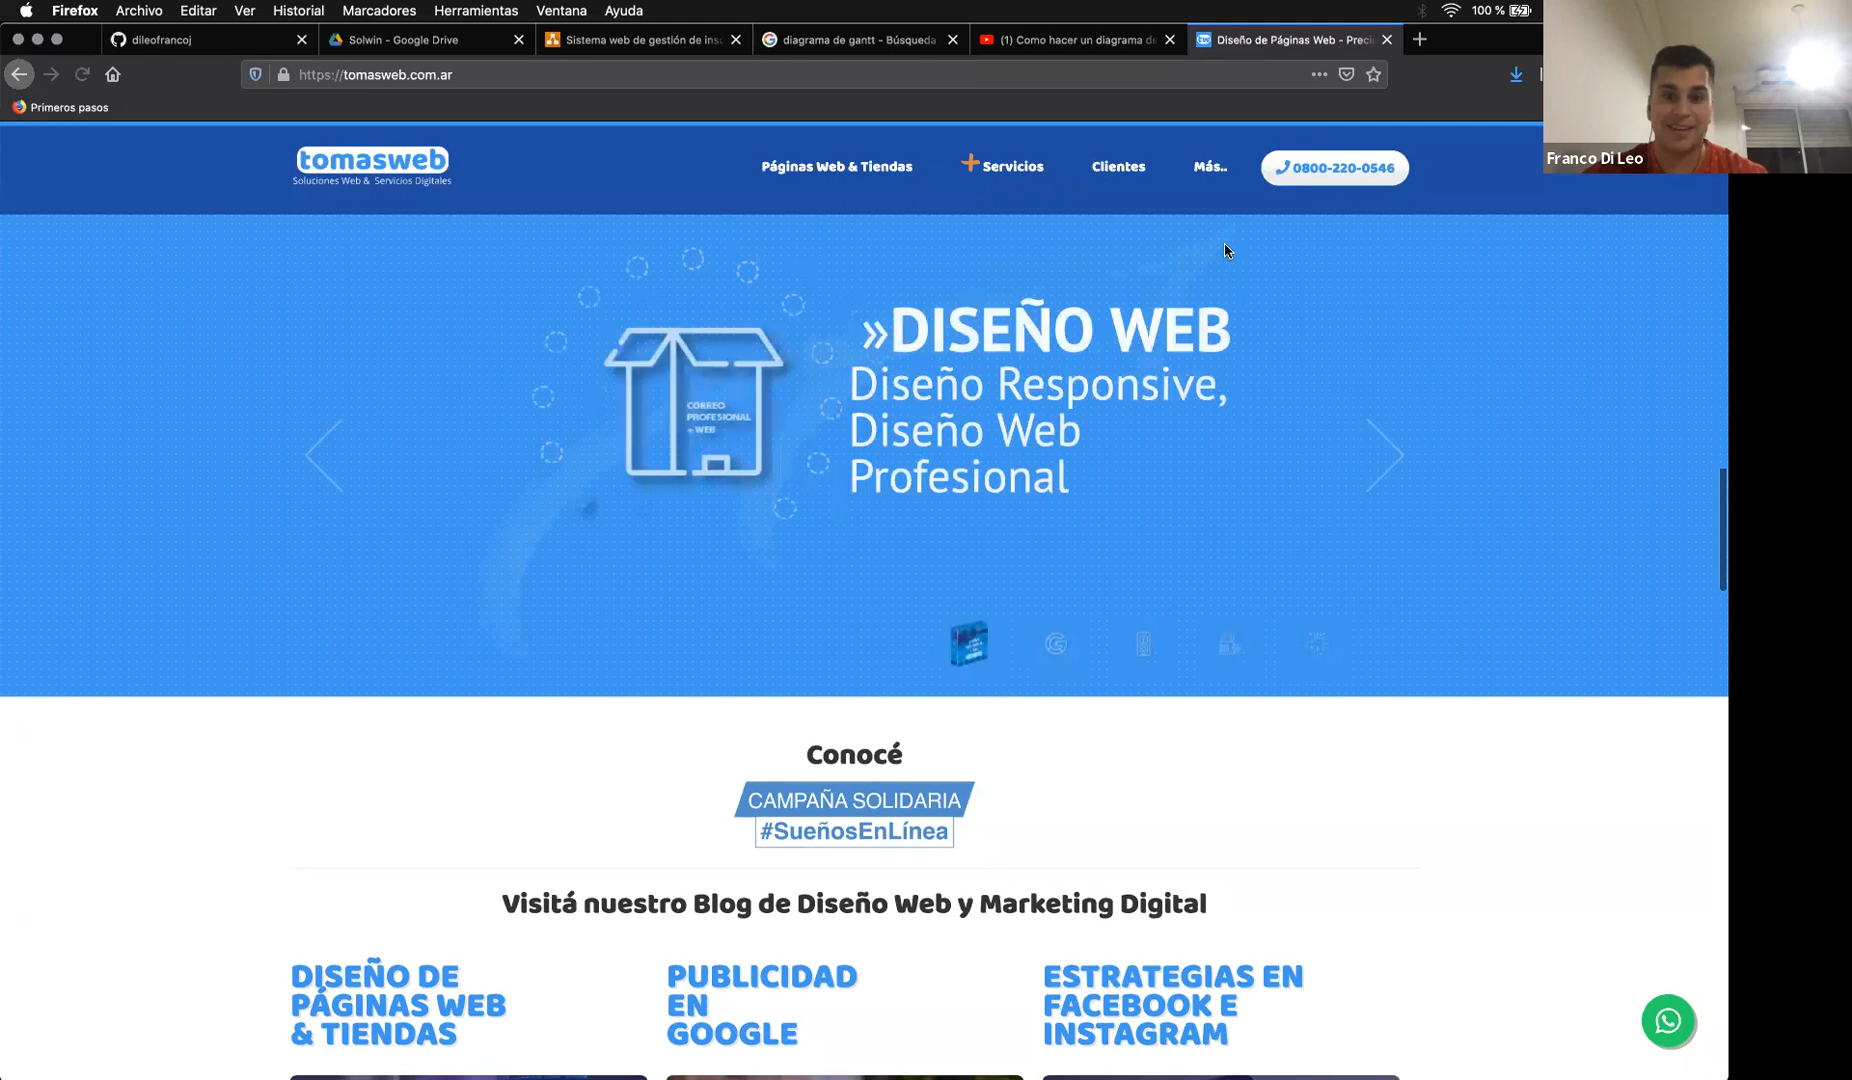 Firefox Archivo Editar Ver Historial Marcadores Herramientas Ventana Ayuda 100 %
dileofrancoj Solwin - Google Drive Sistema web de gestión de insc diagrama de gantt - Búsqueda (1) Como hacer un diagrama de Diseño de Páginas Web - Preci
https://tomasweb.com.ar
Primeros pasos
Franco Di Leo
tomasweb
Soluciones Web & Servicios Digitales
Páginas Web & Tiendas
Servicios
Clientes
Más..
0800-220-0546
»DISEÑO WEB
Diseño Responsive,
Diseño Web
Profesional
CORREO
PROFESIONAL
+ WEB
Conocé
CAMPAÑA SOLIDARIA
#SueñosEnLínea
Visitá nuestro Blog de Diseño Web y Marketing Digital
DISEÑO DE
PÁGINAS WEB
& TIENDAS
PUBLICIDAD
EN
GOOGLE
ESTRATEGIAS EN
FACEBOOK E
INSTAGRAM